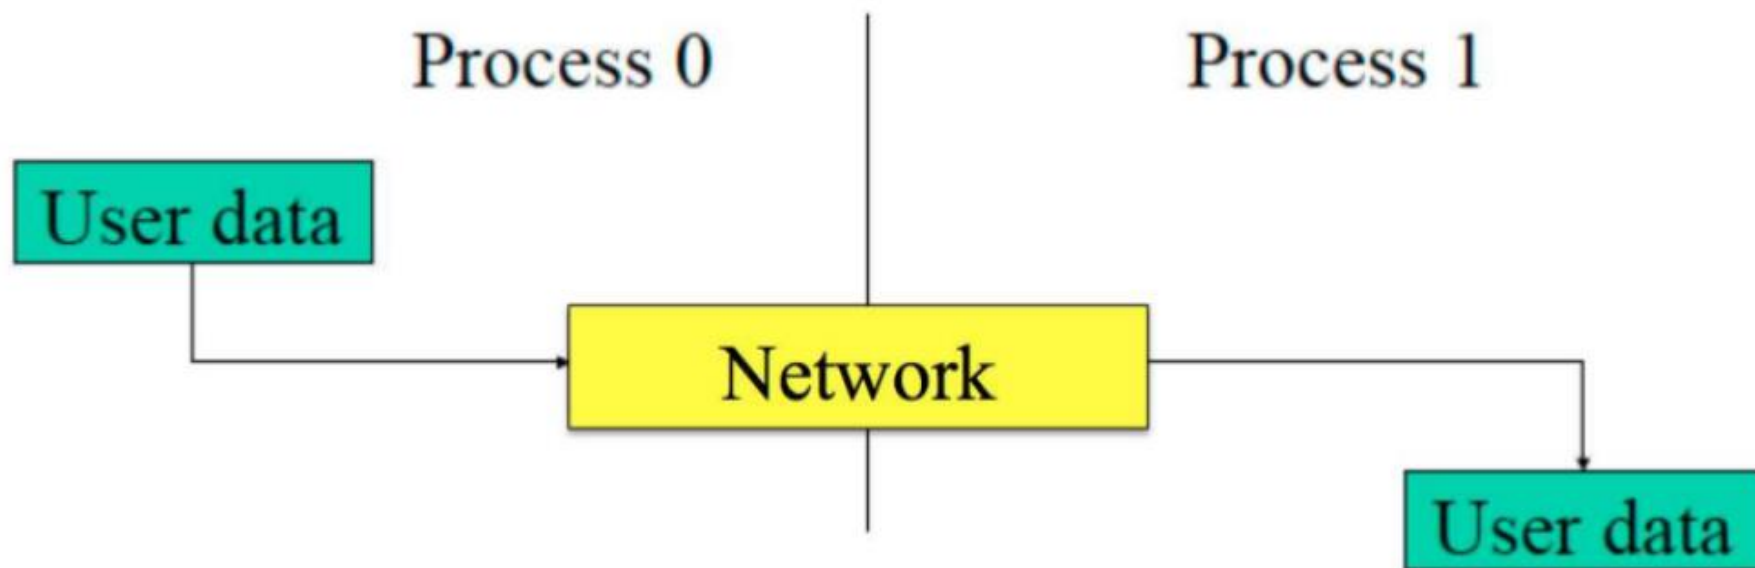 Process 0
Process 1
User data
Network
User data